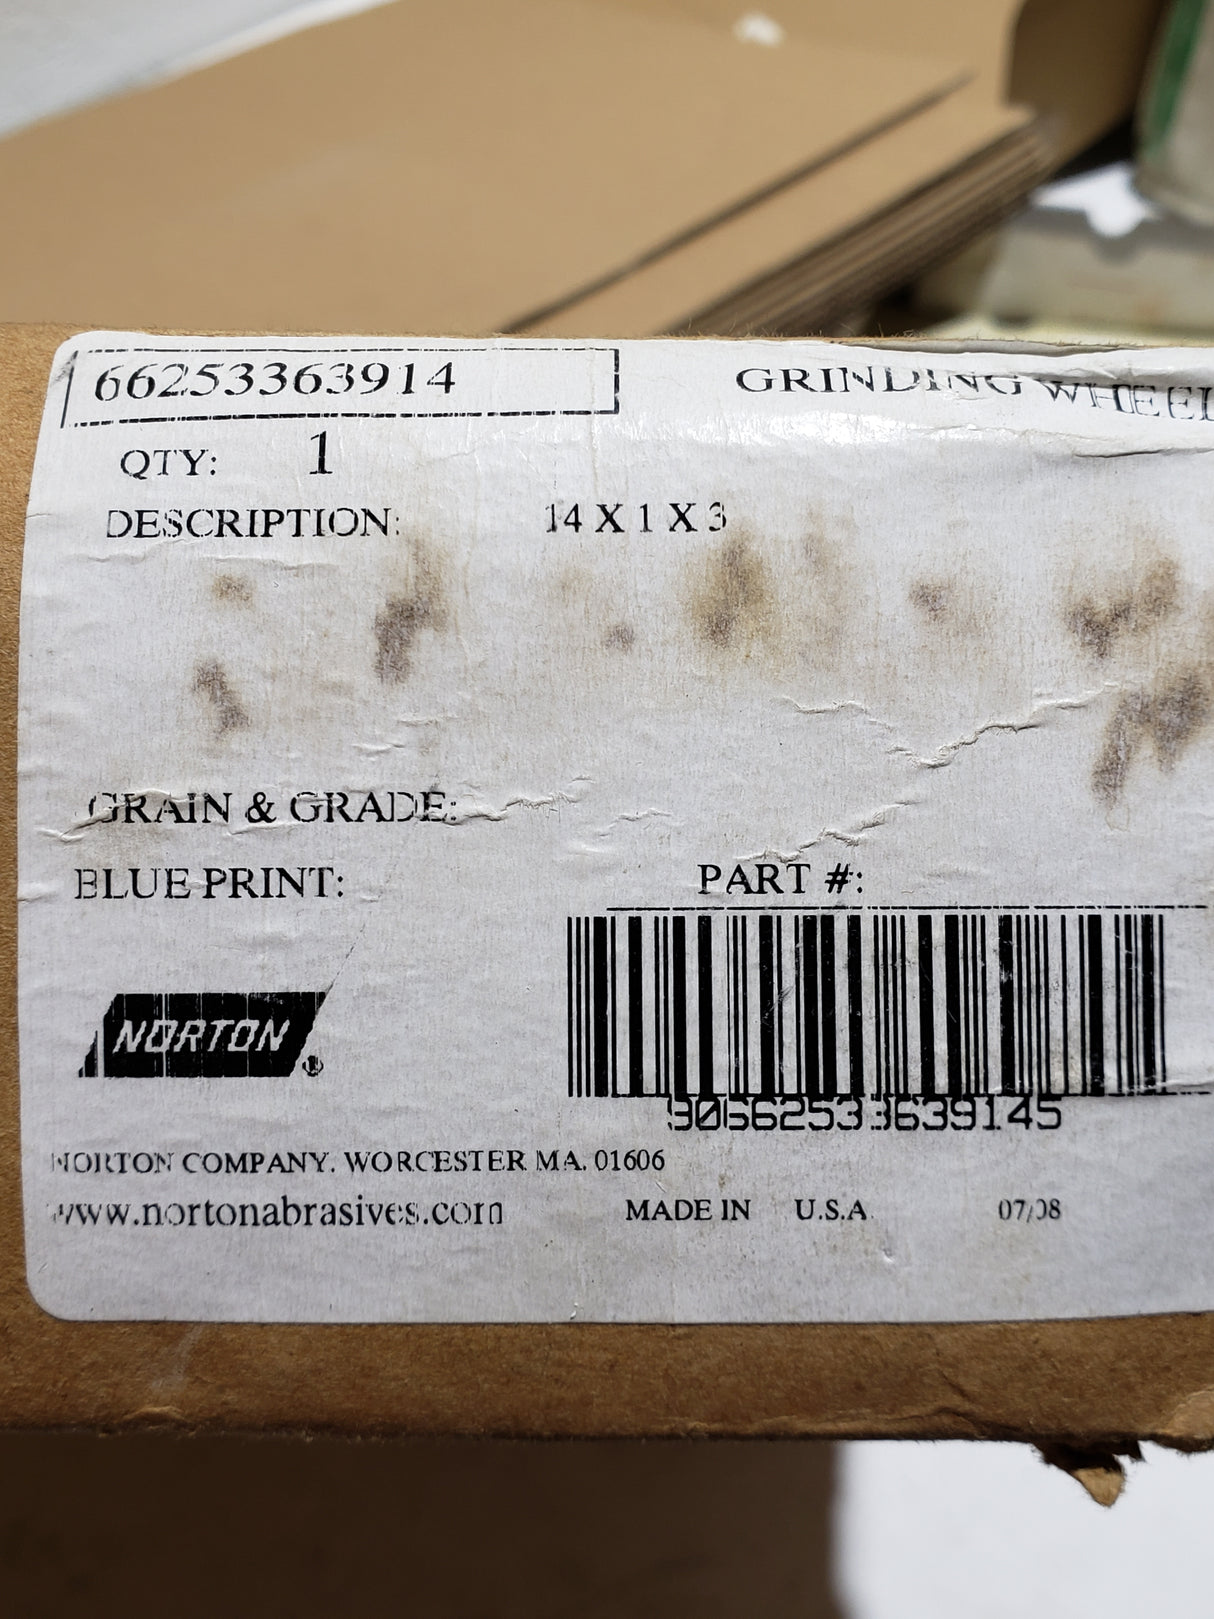 66253363914
GRINDING WHEEL
QTY: 1
DESCRIPTION: 14 X 1 X 3
GRAIN & GRADE:
BLUE PRINT:
PART #:
NORTON®
90662533639145
NORTON COMPANY. WORCESTER MA. 01606
www.nortonabrasives.com
MADE IN U.S.A.
07/08